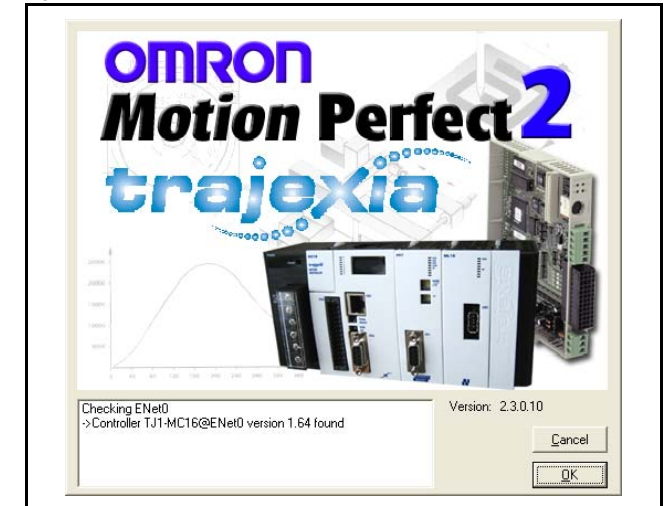 OMRON
Motion Perfect 2
trajexia
Checking ENet0
->Controller TJ1-MC16@ENet0 version 1.64 found
Version: 2.3.0.10
Cancel
OK